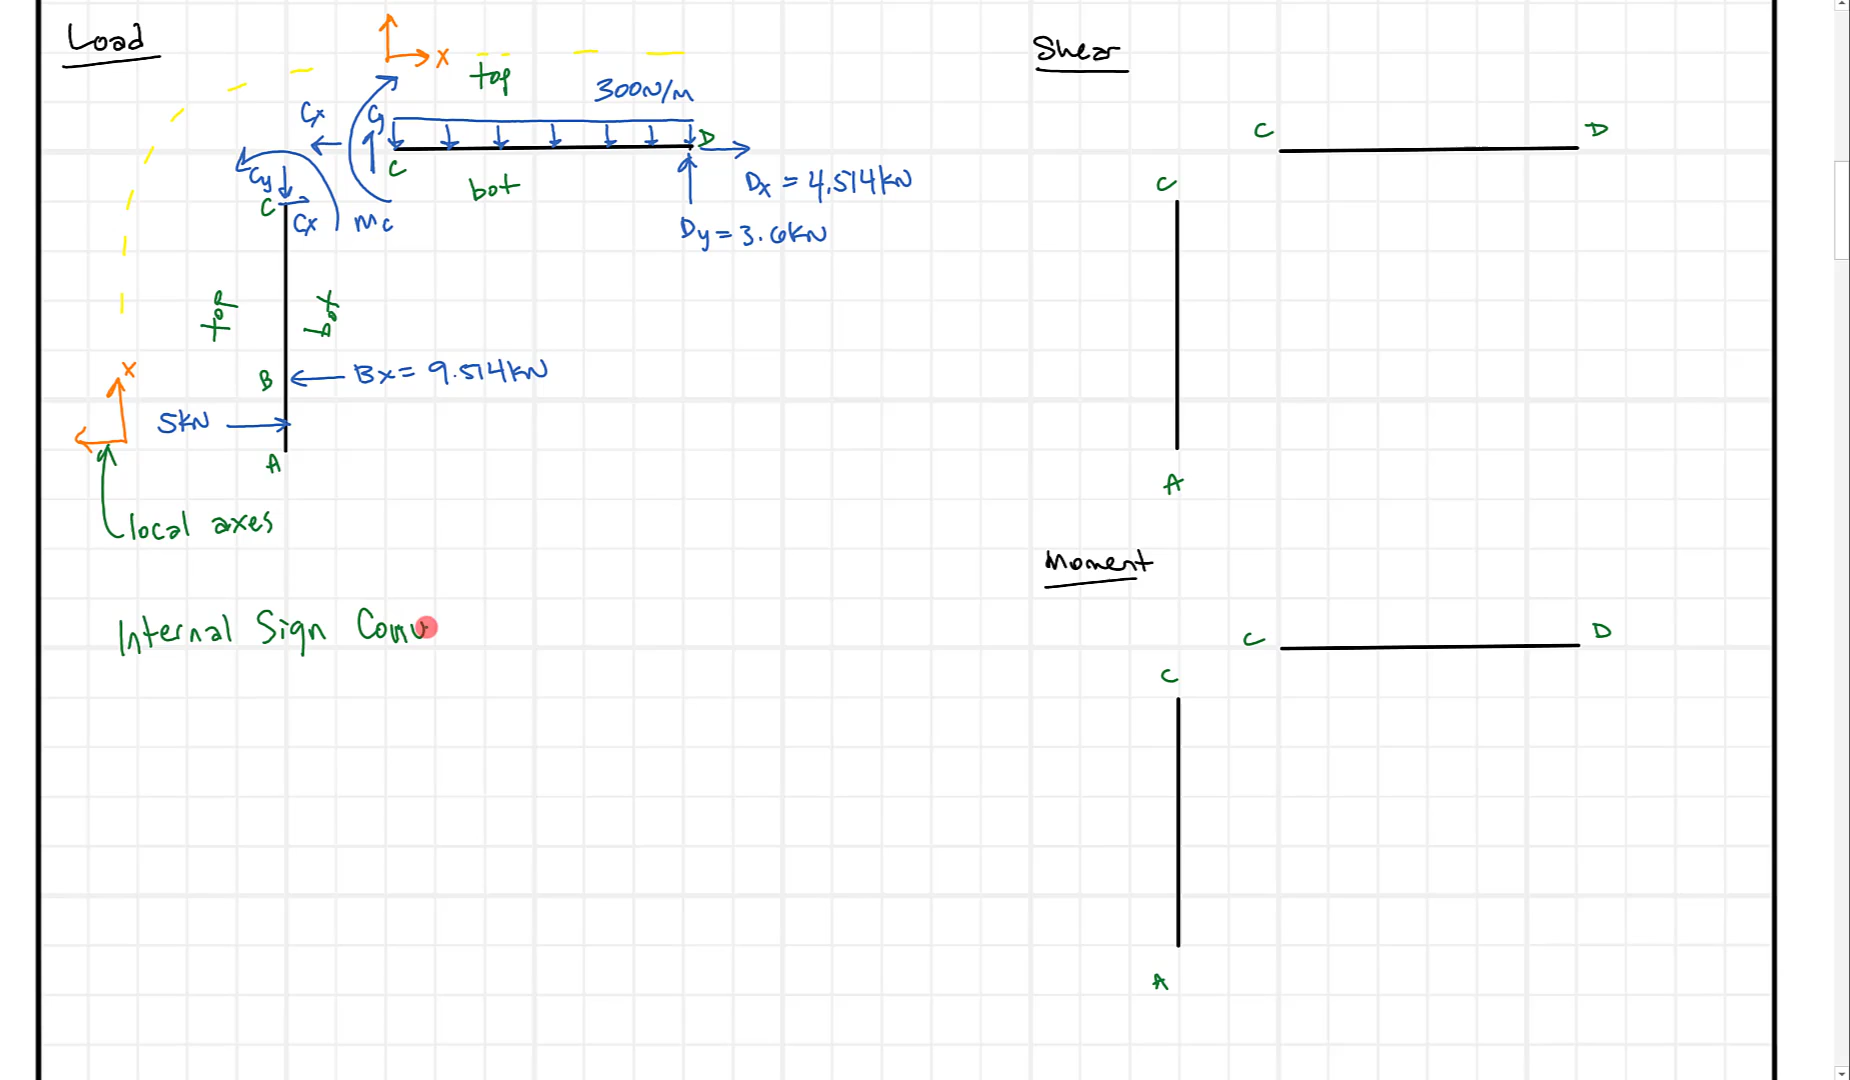 Load
x
top
300N/M
Cx
Cy
D
C
bot
Dx = 4.514kN
Cy
C
Cx
Mc
Dy = 3.6kN
top
bot
x
B
Bx = 9.514kN
5kN
A
local axes
Internal Sign Conv
Shear
C
D
C
A
Moment
C
D
C
A